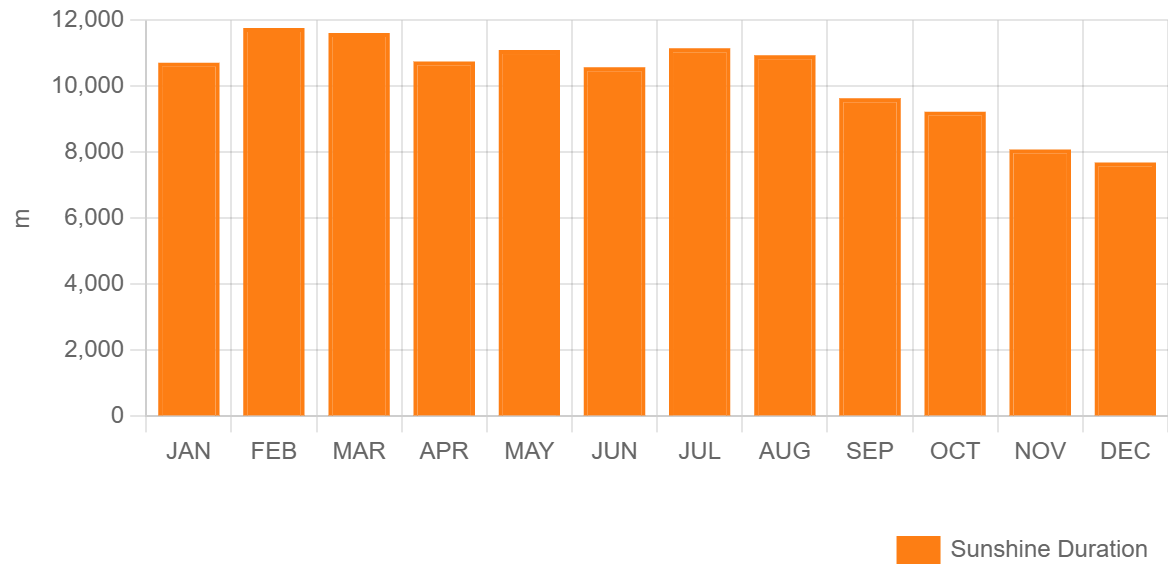 12,000
10,000
8,000
6,000
4,000
2,000
0
m
JAN FEB MAR APR MAY JUN JUL AUG SEP OCT NOV DEC
Sunshine Duration